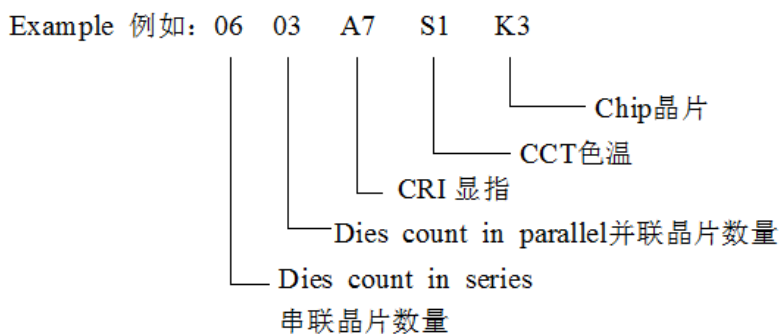 Example 例如：06 03 A7 S1 K3
Chip晶片
CCT色温
CRI 显指
Dies count in parallel并联晶片数量
Dies count in series
串联晶片数量